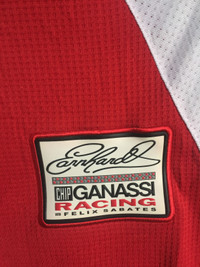 Earnhardt
CHIP GANASSI
RACING
WITH FELIX SABATES